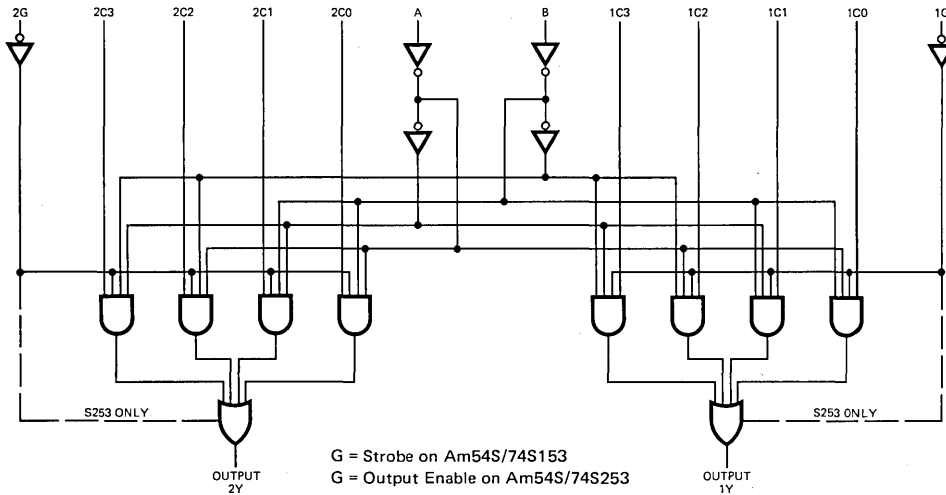 2G 2C3 2C2 2C1 2C0 A B 1C3 1C2 1C1 1C0 1G
S253 ONLY
S253 ONLY
OUTPUT
2Y
G = Strobe on Am54S/74S153
G = Output Enable on Am54S/74S253
OUTPUT
1Y